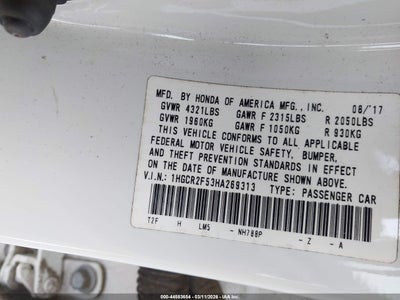 MFD. BY HONDA OF AMERICA MFG., INC. 08/'17
GVWR 4321LBS GAWR F 2315LBS R 2050LBS
GVWR 1960KG GAWR F 1050KG R 930KG
THIS VEHICLE CONFORMS TO ALL APPLICABLE
FEDERAL MOTOR VEHICLE SAFETY, BUMPER,
AND THEFT PREVENTION STANDARDS IN EFFECT
ON THE DATE OF MANUFACTURE SHOWN ABOVE.
V.I.N.: 1HGCR2F53HA269313 TYPE: PASSENGER CAR
T2F H LM5 - NH788P - Z - A
000-44593654 - 03/11/2026 - IAA Inc.